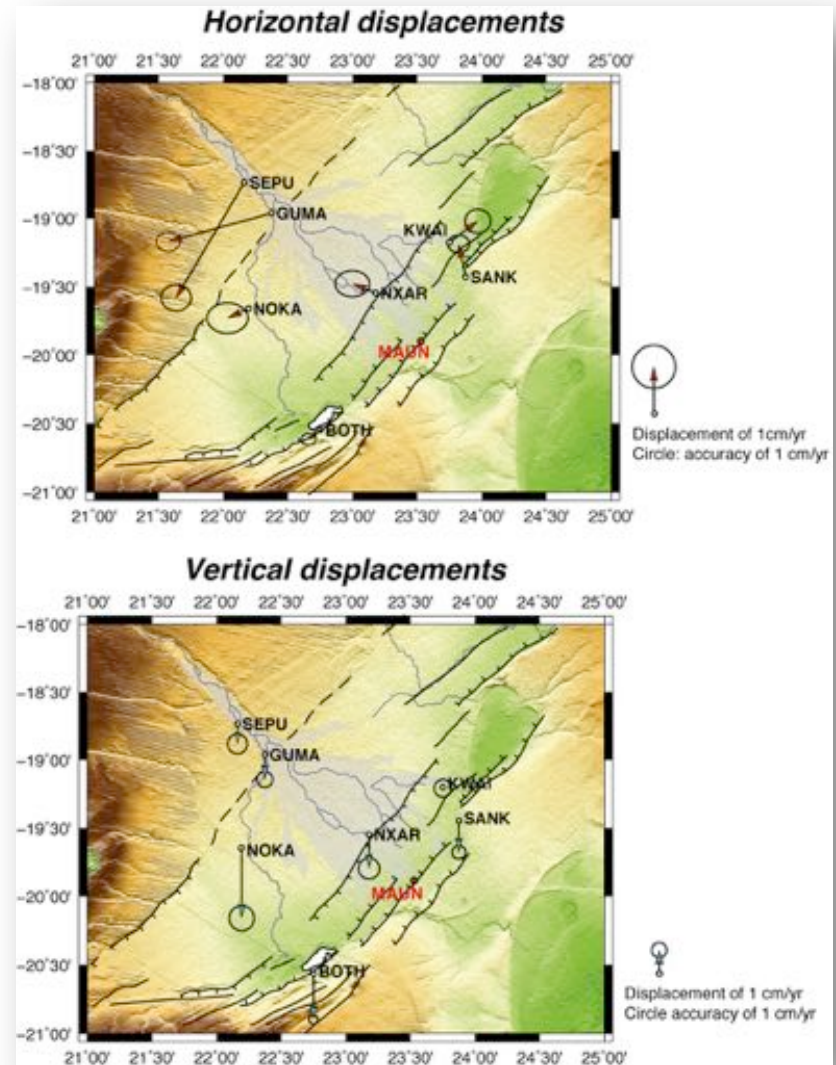 Horizontal displacements
21˚00' 21˚30' 22˚00' 22˚30' 23˚00' 23˚30' 24˚00' 24˚30' 25˚00'
−18˚00'
−18˚30'
SEPU
−19˚00'
GUMA
KWAI
−19˚30'
SANK
NXAR
NOKA
−20˚00'
MAUN
−20˚30'
BOTH
Displacement of 1cm/yr
Circle: accuracy of 1 cm/yr
−21˚00'
21˚00' 21˚30' 22˚00' 22˚30' 23˚00' 23˚30' 24˚00' 24˚30' 25˚00'
Vertical displacements
21˚00' 21˚30' 22˚00' 22˚30' 23˚00' 23˚30' 24˚00' 24˚30' 25˚00'
−18˚00'
−18˚30'
SEPU
−19˚00'
GUMA
KWAI
−19˚30'
SANK
NXAR
NOKA
−20˚00'
MAUN
−20˚30'
BOTH
Displacement of 1 cm/yr
Circle accuracy of 1 cm/yr
−21˚00'
21˚00' 21˚30' 22˚00' 22˚30' 23˚00' 23˚30' 24˚00' 24˚30' 25˚00'